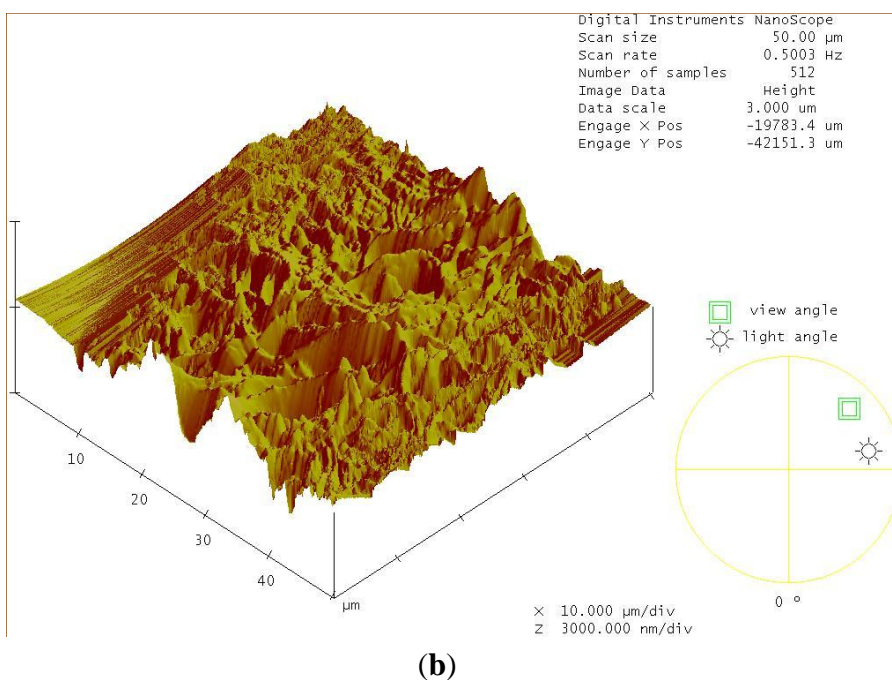 Digital Instruments NanoScope
Scan size 50.00 µm
Scan rate 0.5003 Hz
Number of samples 512
Image Data Height
Data scale 3.000 um
Engage X Pos -19783.4 um
Engage Y Pos -42151.3 um
view angle
light angle
10
20
30
40
µm
0 º
X 10.000 µm/div
Z 3000.000 nm/div
(b)